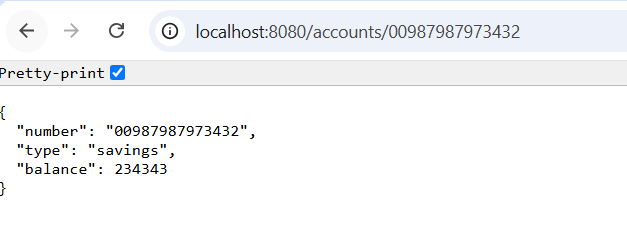 localhost:8080/accounts/00987987973432
Pretty-print
{
"number": "00987987973432",
"type": "savings",
"balance": 234343
}